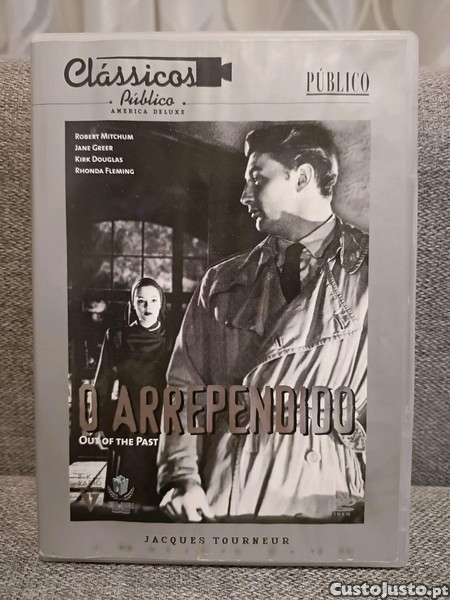 Clássicos
Público
AMERICA DELUXE
PÚBLICO
ROBERT MITCHUM
JANE GREER
KIRK DOUGLAS
RHONDA FLEMING
O ARREPENDIDO
OUT OF THE PAST
JACQUES TOURNEUR
CustoJusto.pt